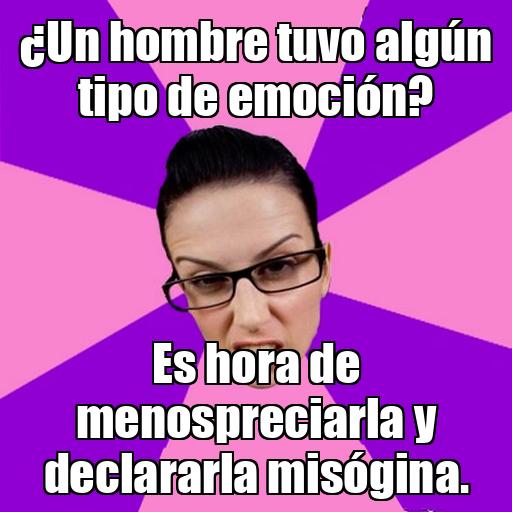 ¿Un hombre tuvo algún
tipo de emoción?
Es hora de
menospreciarla y
declararla misógina.